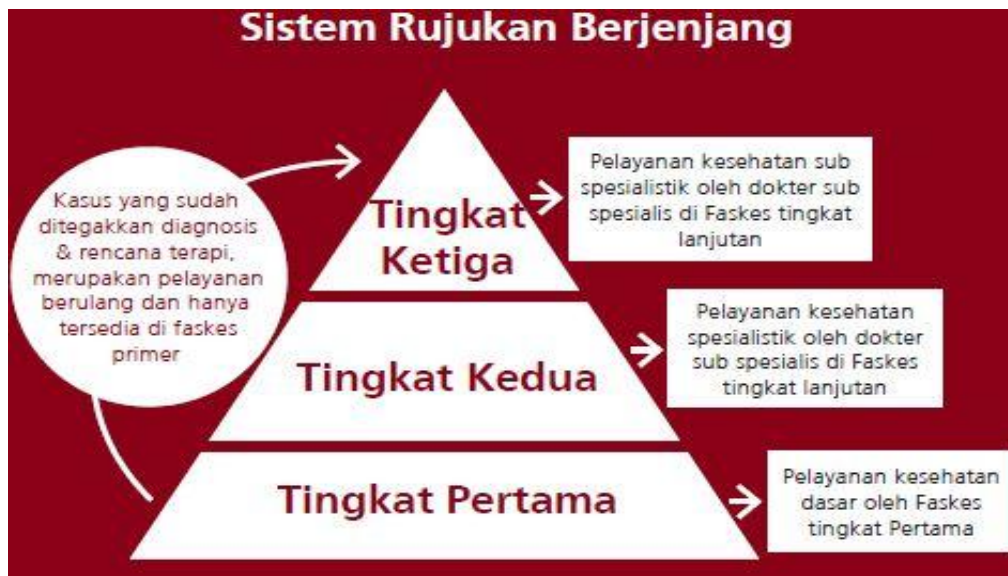 Sistem Rujukan Berjenjang
Kasus yang sudah
ditegakkan diagnosis
& rencana terapi,
merupakan pelayanan
berulang dan hanya
tersedia di faskes
primer
Tingkat
Ketiga
Pelayanan kesehatan sub
spesialistik oleh dokter sub
spesialis di Faskes tingkat
lanjutan
Tingkat Kedua
Pelayanan kesehatan
spesialistik oleh dokter
sub spesialis di Faskes
tingkat lanjutan
Tingkat Pertama
Pelayanan kesehatan
dasar oleh Faskes
tingkat Pertama